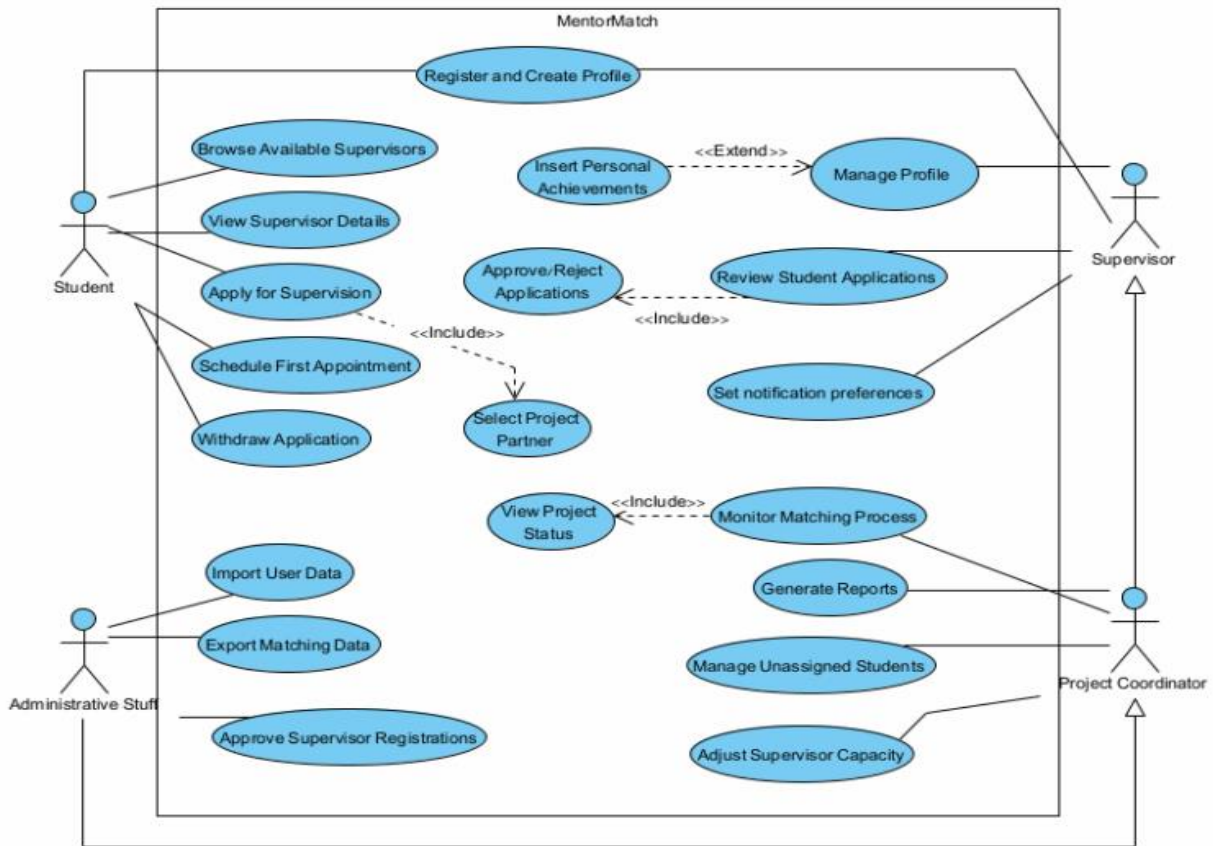 MentorMatch
Register and Create Profile
Browse Available Supervisors
<<Extend>>
Insert Personal
Achievements
Manage Profile
View Supervisor Details
Student
Supervisor
Approve/Reject
Applications
Review Student Applications
Apply for Supervision
<<Include>>
<<Include>>
Schedule First Appointment
Set notification preferences
Select Project
Partner
Withdraw Application
<<Include>>
View Project
Status
Monitor Matching Process
Import User Data
Generate Reports
Export Matching Data
Manage Unassigned Students
Project Coordinator
Administrative Stuff
Approve Supervisor Registrations
Adjust Supervisor Capacity